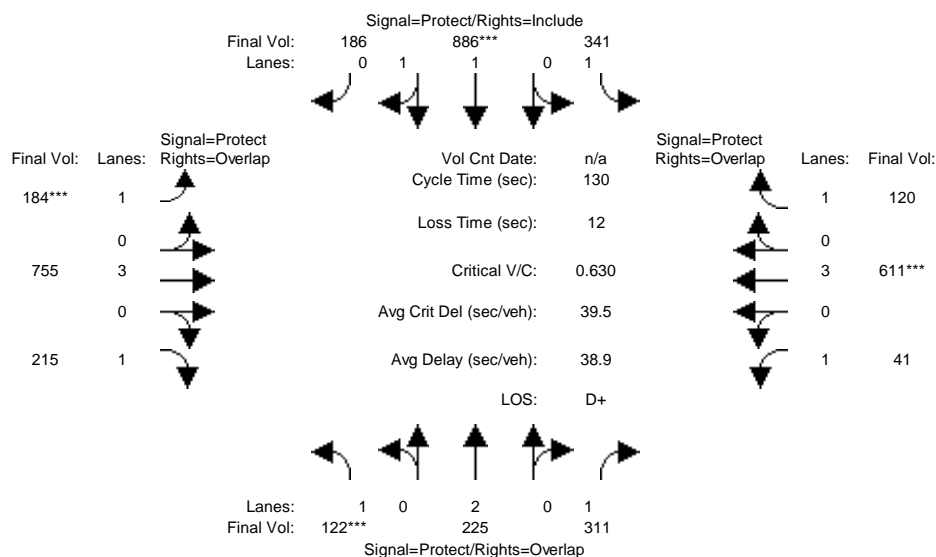 Signal=Protect/Rights=Include
Final Vol: 186 886*** 341
Lanes: 0 1 1 0 1
Signal=Protect Signal=Protect
Final Vol: Lanes: Rights=Overlap Vol Cnt Date: n/a Rights=Overlap Lanes: Final Vol:
Cycle Time (sec): 130
184*** 1 1 120
Loss Time (sec): 12
0 0
755 3 Critical V/C: 0.630 3 611***
0 Avg Crit Del (sec/veh): 39.5 0
215 1 Avg Delay (sec/veh): 38.9 1 41
LOS: D+
Lanes: 1 0 2 0 1
Final Vol: 122*** 225 311
Signal=Protect/Rights=Overlap